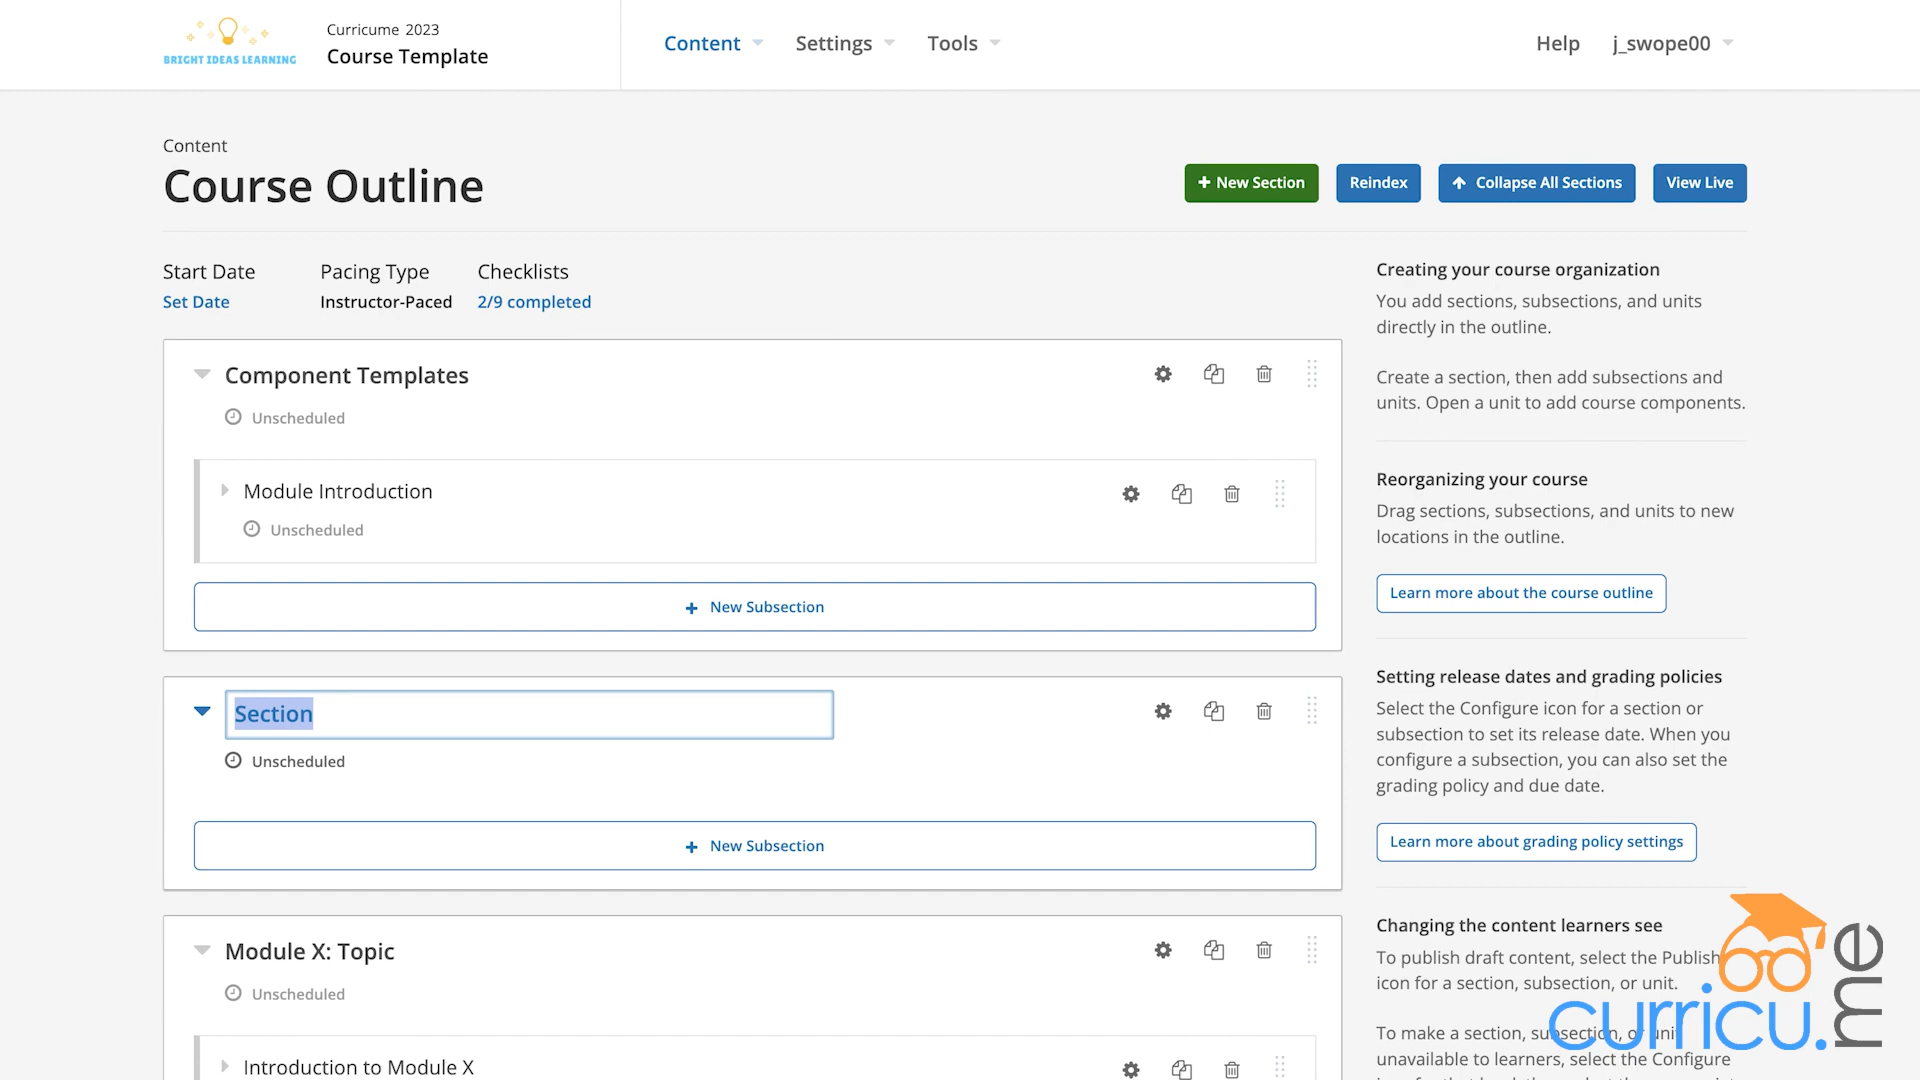 BRIGHT IDEAS LEARNING
Curricume 2023
Course Template
Content
Settings
Tools
Help
j_swope00
Content
Course Outline
+ New Section
Reindex
Collapse All Sections
View Live
Start Date
Set Date
Pacing Type
Instructor-Paced
Checklists
2/9 completed
Component Templates
Unscheduled
Module Introduction
Unscheduled
+ New Subsection
Section
Unscheduled
+ New Subsection
Module X: Topic
Unscheduled
Introduction to Module X
Creating your course organization
You add sections, subsections, and units
directly in the outline.
Create a section, then add subsections and
units. Open a unit to add course components.
Reorganizing your course
Drag sections, subsections, and units to new
locations in the outline.
Learn more about the course outline
Setting release dates and grading policies
Select the Configure icon for a section or
subsection to set its release date. When you
configure a subsection, you can also set the
grading policy and due date.
Learn more about grading policy settings
Changing the content learners see
To publish draft content, select the Publish
icon for a section, subsection, or unit.
To make a section, subsection, or unit
unavailable to learners, select the Configure
curricu.me